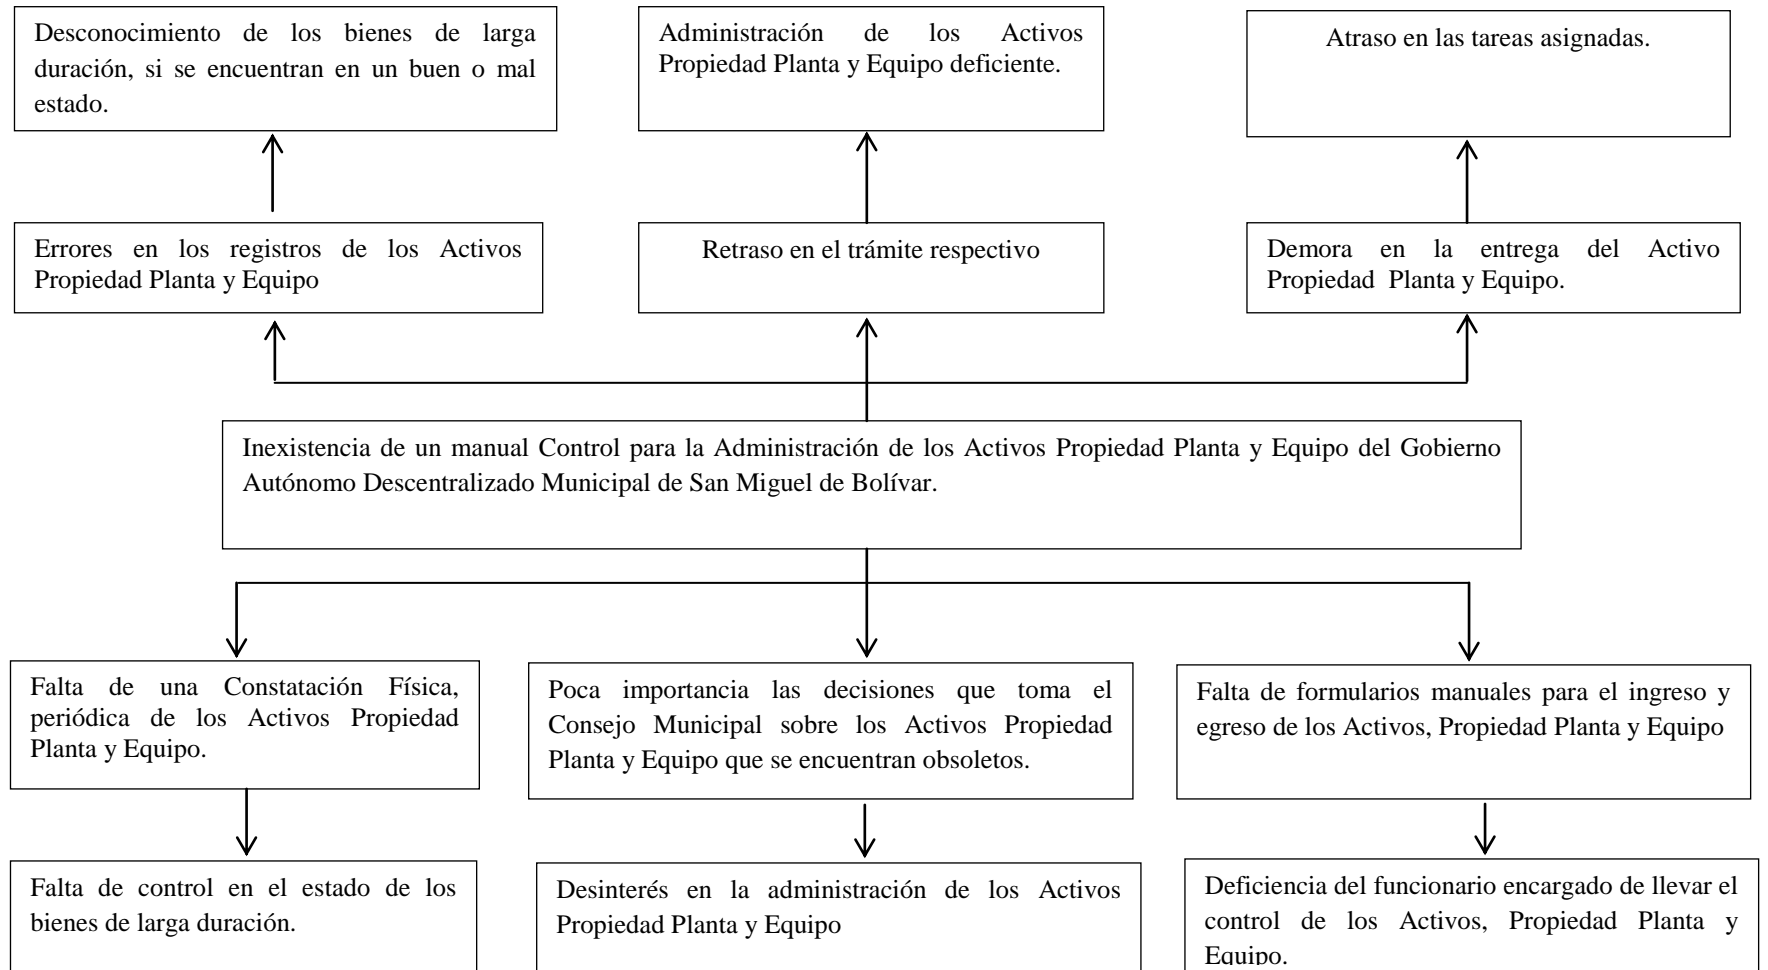 Desconocimiento de los bienes de larga
duración, si se encuentran en un buen o mal
estado.
Administración de los Activos
Propiedad Planta y Equipo deficiente.
Atraso en las tareas asignadas.
Errores en los registros de los Activos
Propiedad Planta y Equipo
Retraso en el trámite respectivo
Demora en la entrega del Activo
Propiedad Planta y Equipo.
Inexistencia de un manual Control para la Administración de los Activos Propiedad Planta y Equipo del Gobierno
Autónomo Descentralizado Municipal de San Miguel de Bolívar.
Falta de una Constatación Física,
periódica de los Activos Propiedad
Planta y Equipo.
Poca importancia las decisiones que toma el
Consejo Municipal sobre los Activos Propiedad
Planta y Equipo que se encuentran obsoletos.
Falta de formularios manuales para el ingreso y
egreso de los Activos, Propiedad Planta y Equipo
Falta de control en el estado de los
bienes de larga duración.
Desinterés en la administración de los Activos
Propiedad Planta y Equipo
Deficiencia del funcionario encargado de llevar el
control de los Activos, Propiedad Planta y
Equipo.